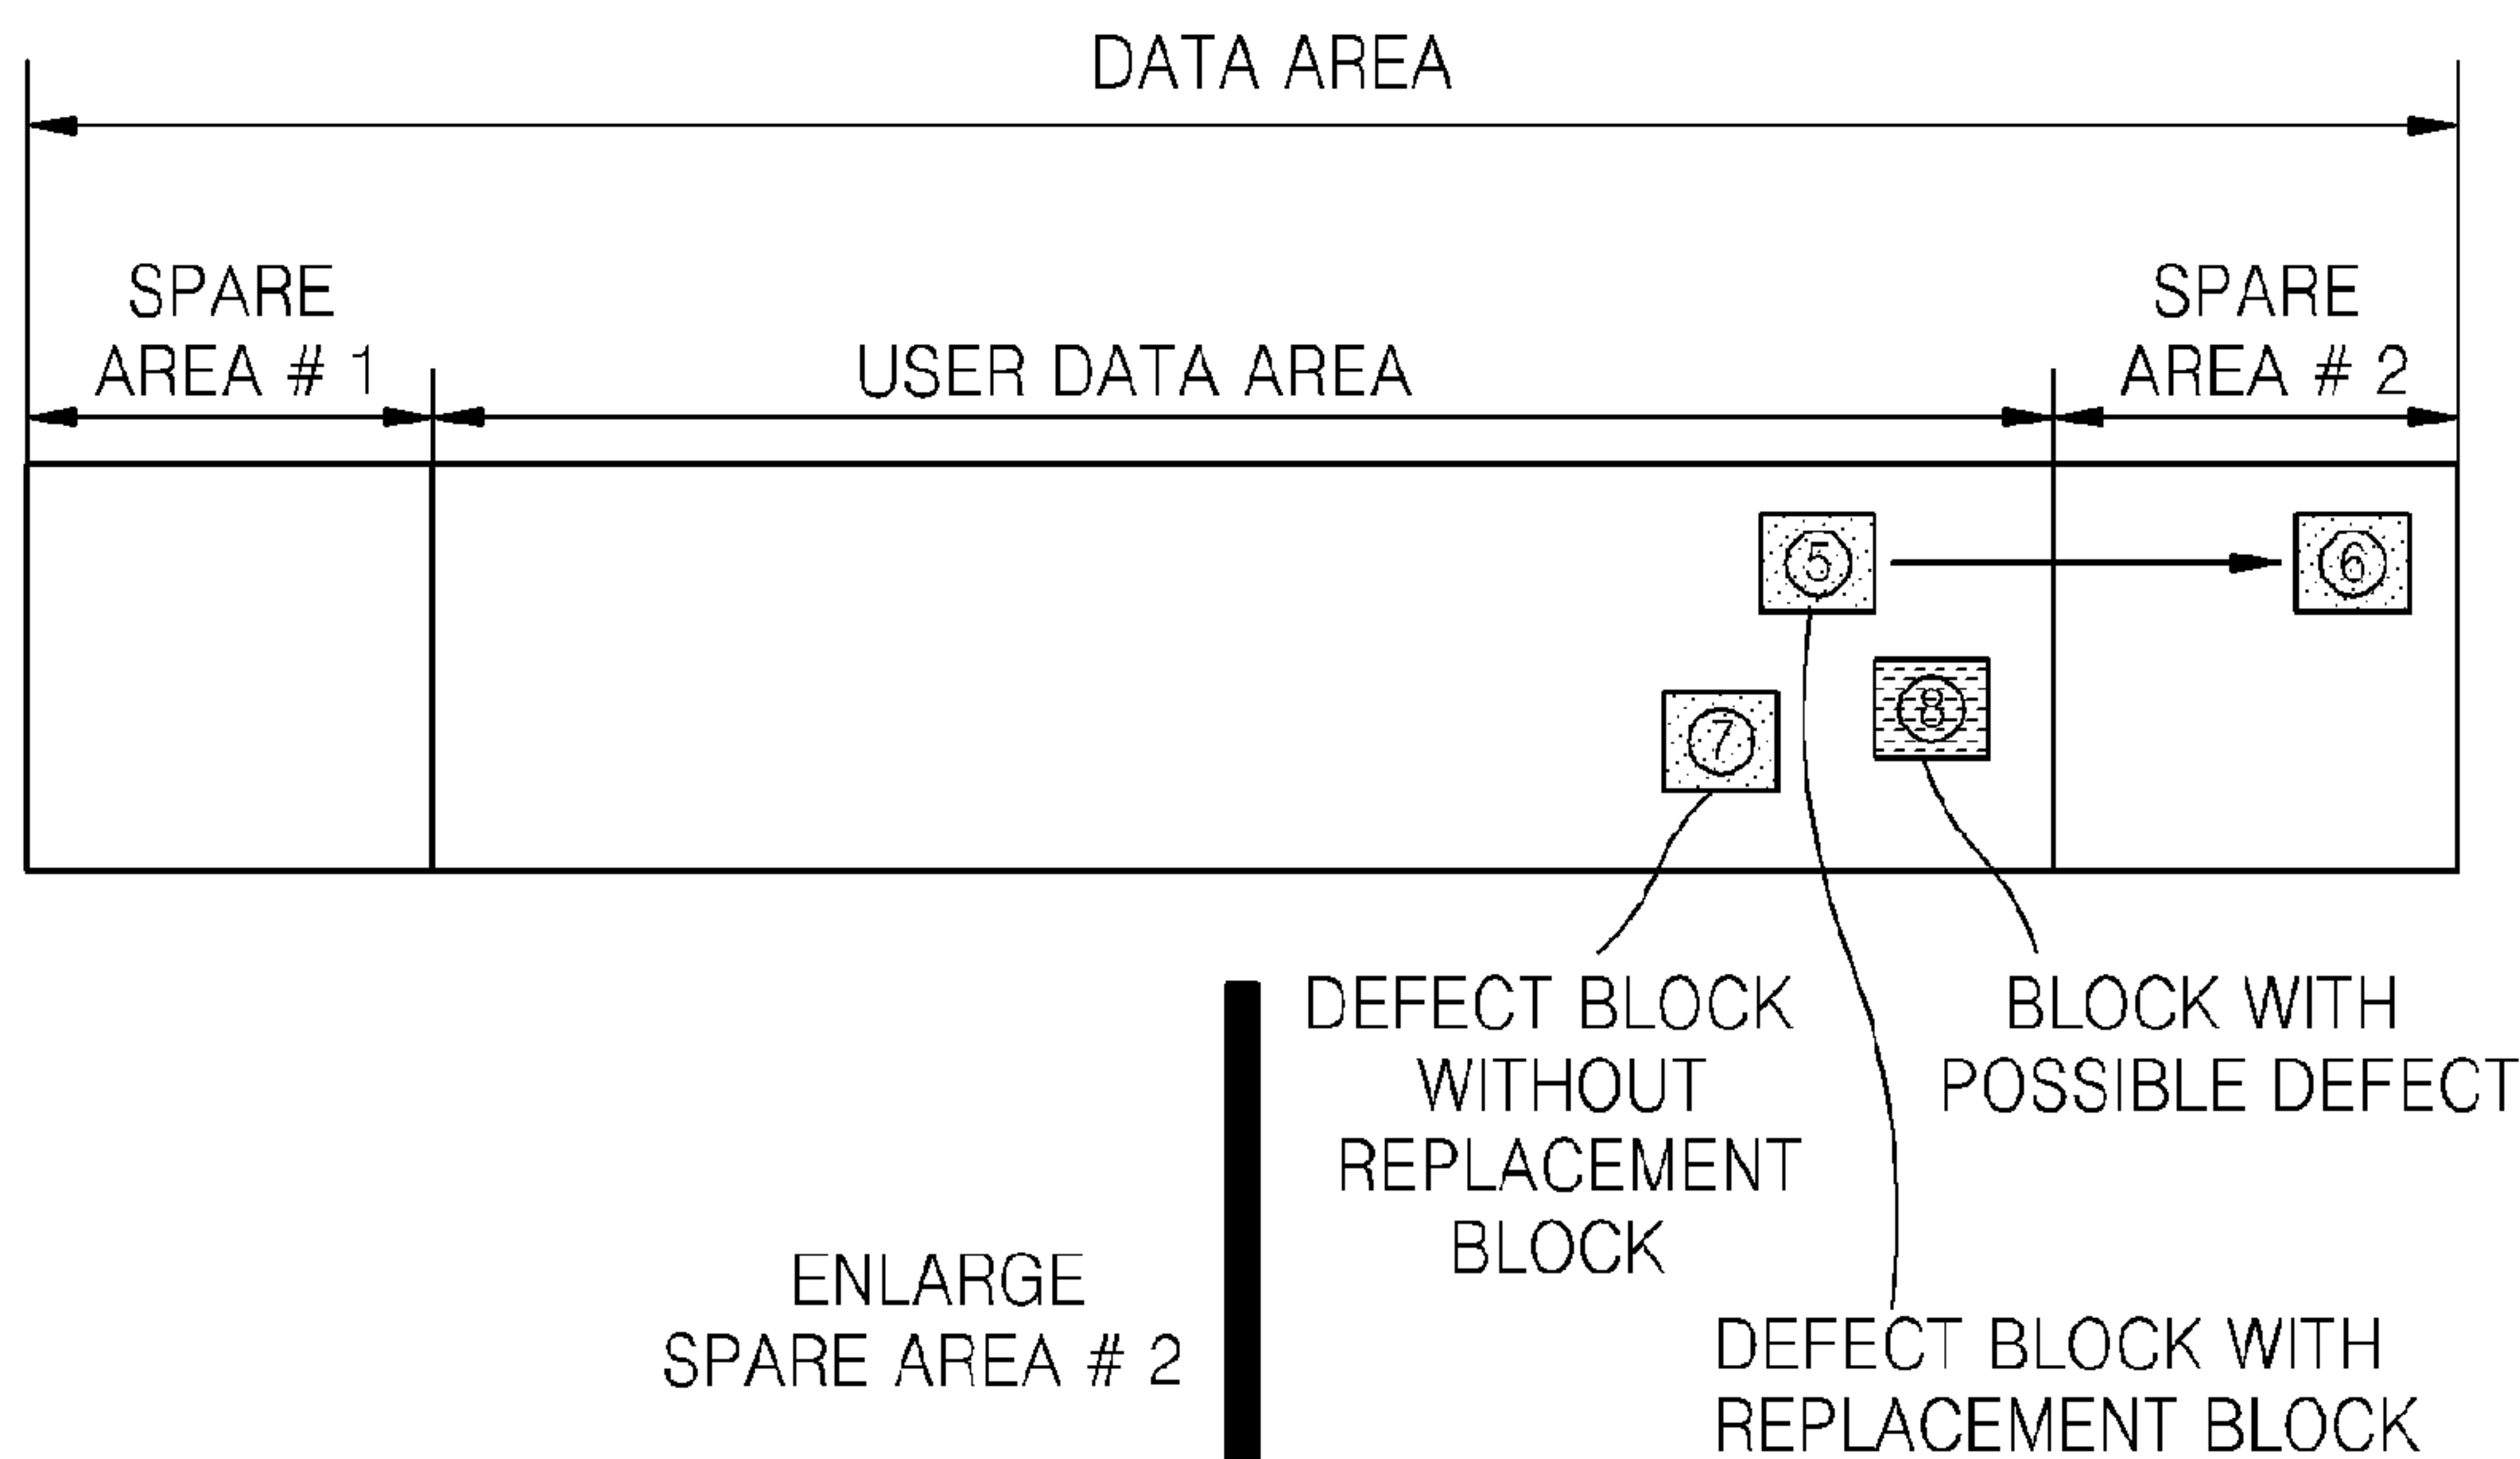 DATA AREA
SPARE
AREA # 1
USER DATA AREA
SPARE
AREA # 2
5
6
7
8
DEFECT BLOCK
WITHOUT
REPLACEMENT
BLOCK
BLOCK WITH
POSSIBLE DEFECT
ENLARGE
SPARE AREA # 2
DEFECT BLOCK WITH
REPLACEMENT BLOCK